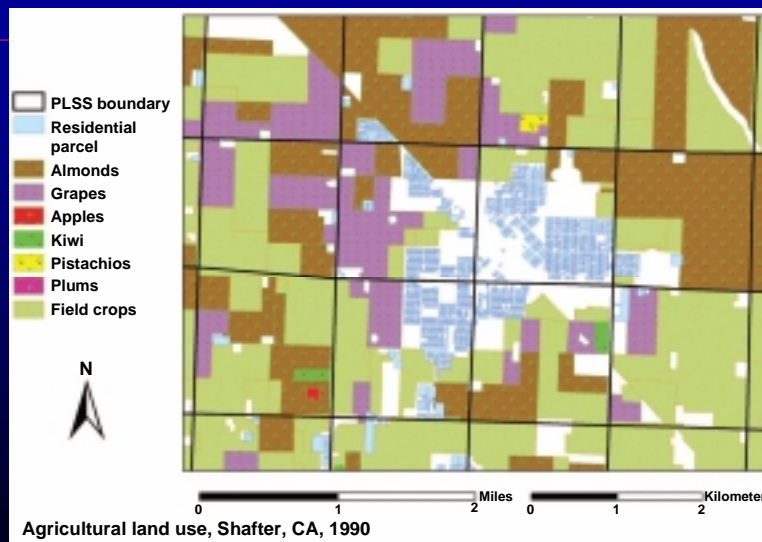 PLSS boundary
Residential
parcel
Almonds
Grapes
Apples
Kiwi
Pistachios
Plums
Field crops
N
Miles
0 1 2
Kilometer
0 1 2
Agricultural land use, Shafter, CA, 1990